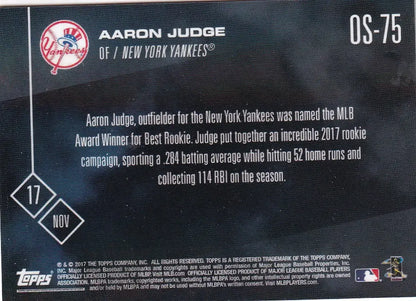 AARON JUDGE
OS-75
OF / NEW YORK YANKEES®
Yankees
Aaron Judge, outfielder for the New York Yankees was named the MLB
Award Winner for Best Rookie. Judge put together an incredible 2017 rookie
campaign, sporting a .284 batting average while hitting 52 home runs and
collecting 114 RBI on the season.
17
NOV
Topps
® & © 2017 THE TOPPS COMPANY, INC. ALL RIGHTS RESERVED. TOPPS IS A REGISTERED TRADEMARK OF THE TOPPS COMPANY,
INC. Major League Baseball trademarks and copyrights are used with permission of Major League Baseball Properties, Inc.
OFFICIALLY LICENSED PRODUCT OF MLBP. Visit MLB.com OFFICIALLY LICENSED PRODUCT OF MAJOR LEAGUE BASEBALL PLAYERS
ASSOCIATION. MLBPA trademarks, including the MLBPA logo, and other intellectual property rights are owned
and/or held by MLBPA and may not be used without MLBPA's written consent. Visit MLBPLAYERS.com.